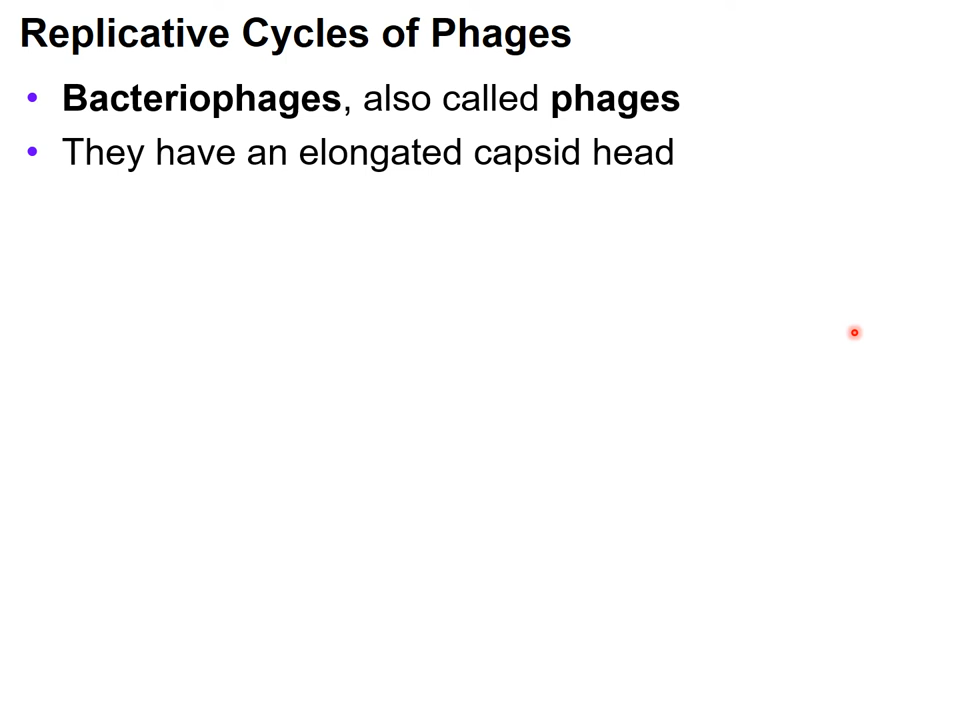 Replicative Cycles of Phages
• Bacteriophages, also called phages
• They have an elongated capsid head